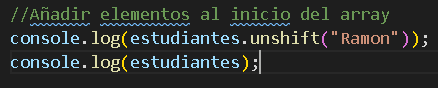 //Añadir elementos al inicio del array
console.log(estudiantes.unshift("Ramon"));
console.log(estudiantes);